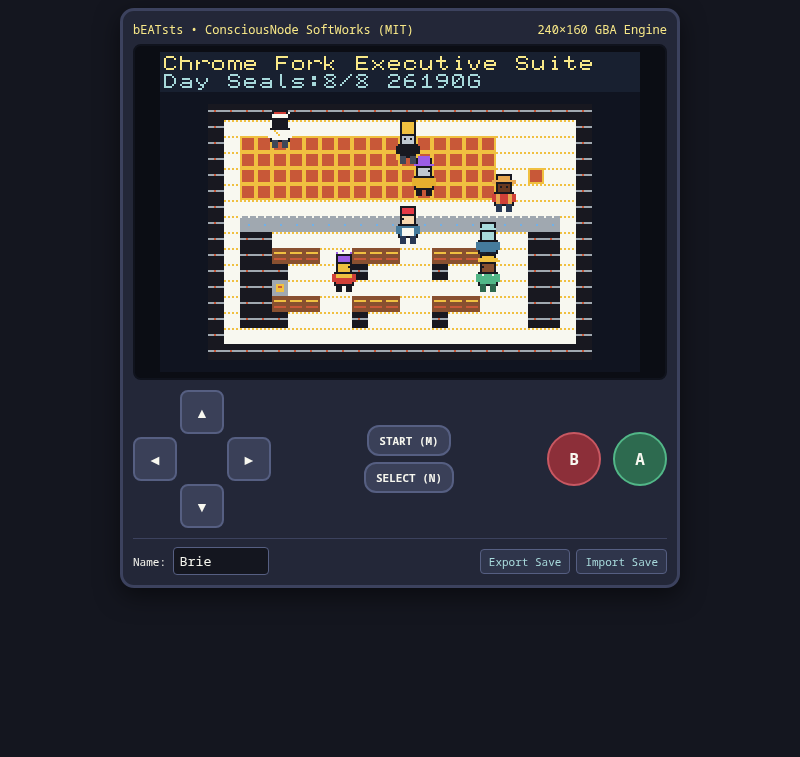 bEATsts • ConsciousNode SoftWorks (MIT)
240×160 GBA Engine
Chrome Fork Executive Suite
Day Seals:8/8 26190G
▲
◄
►
▼
START (M)
SELECT (N)
B
A
Name:
Brie
Export Save
Import Save